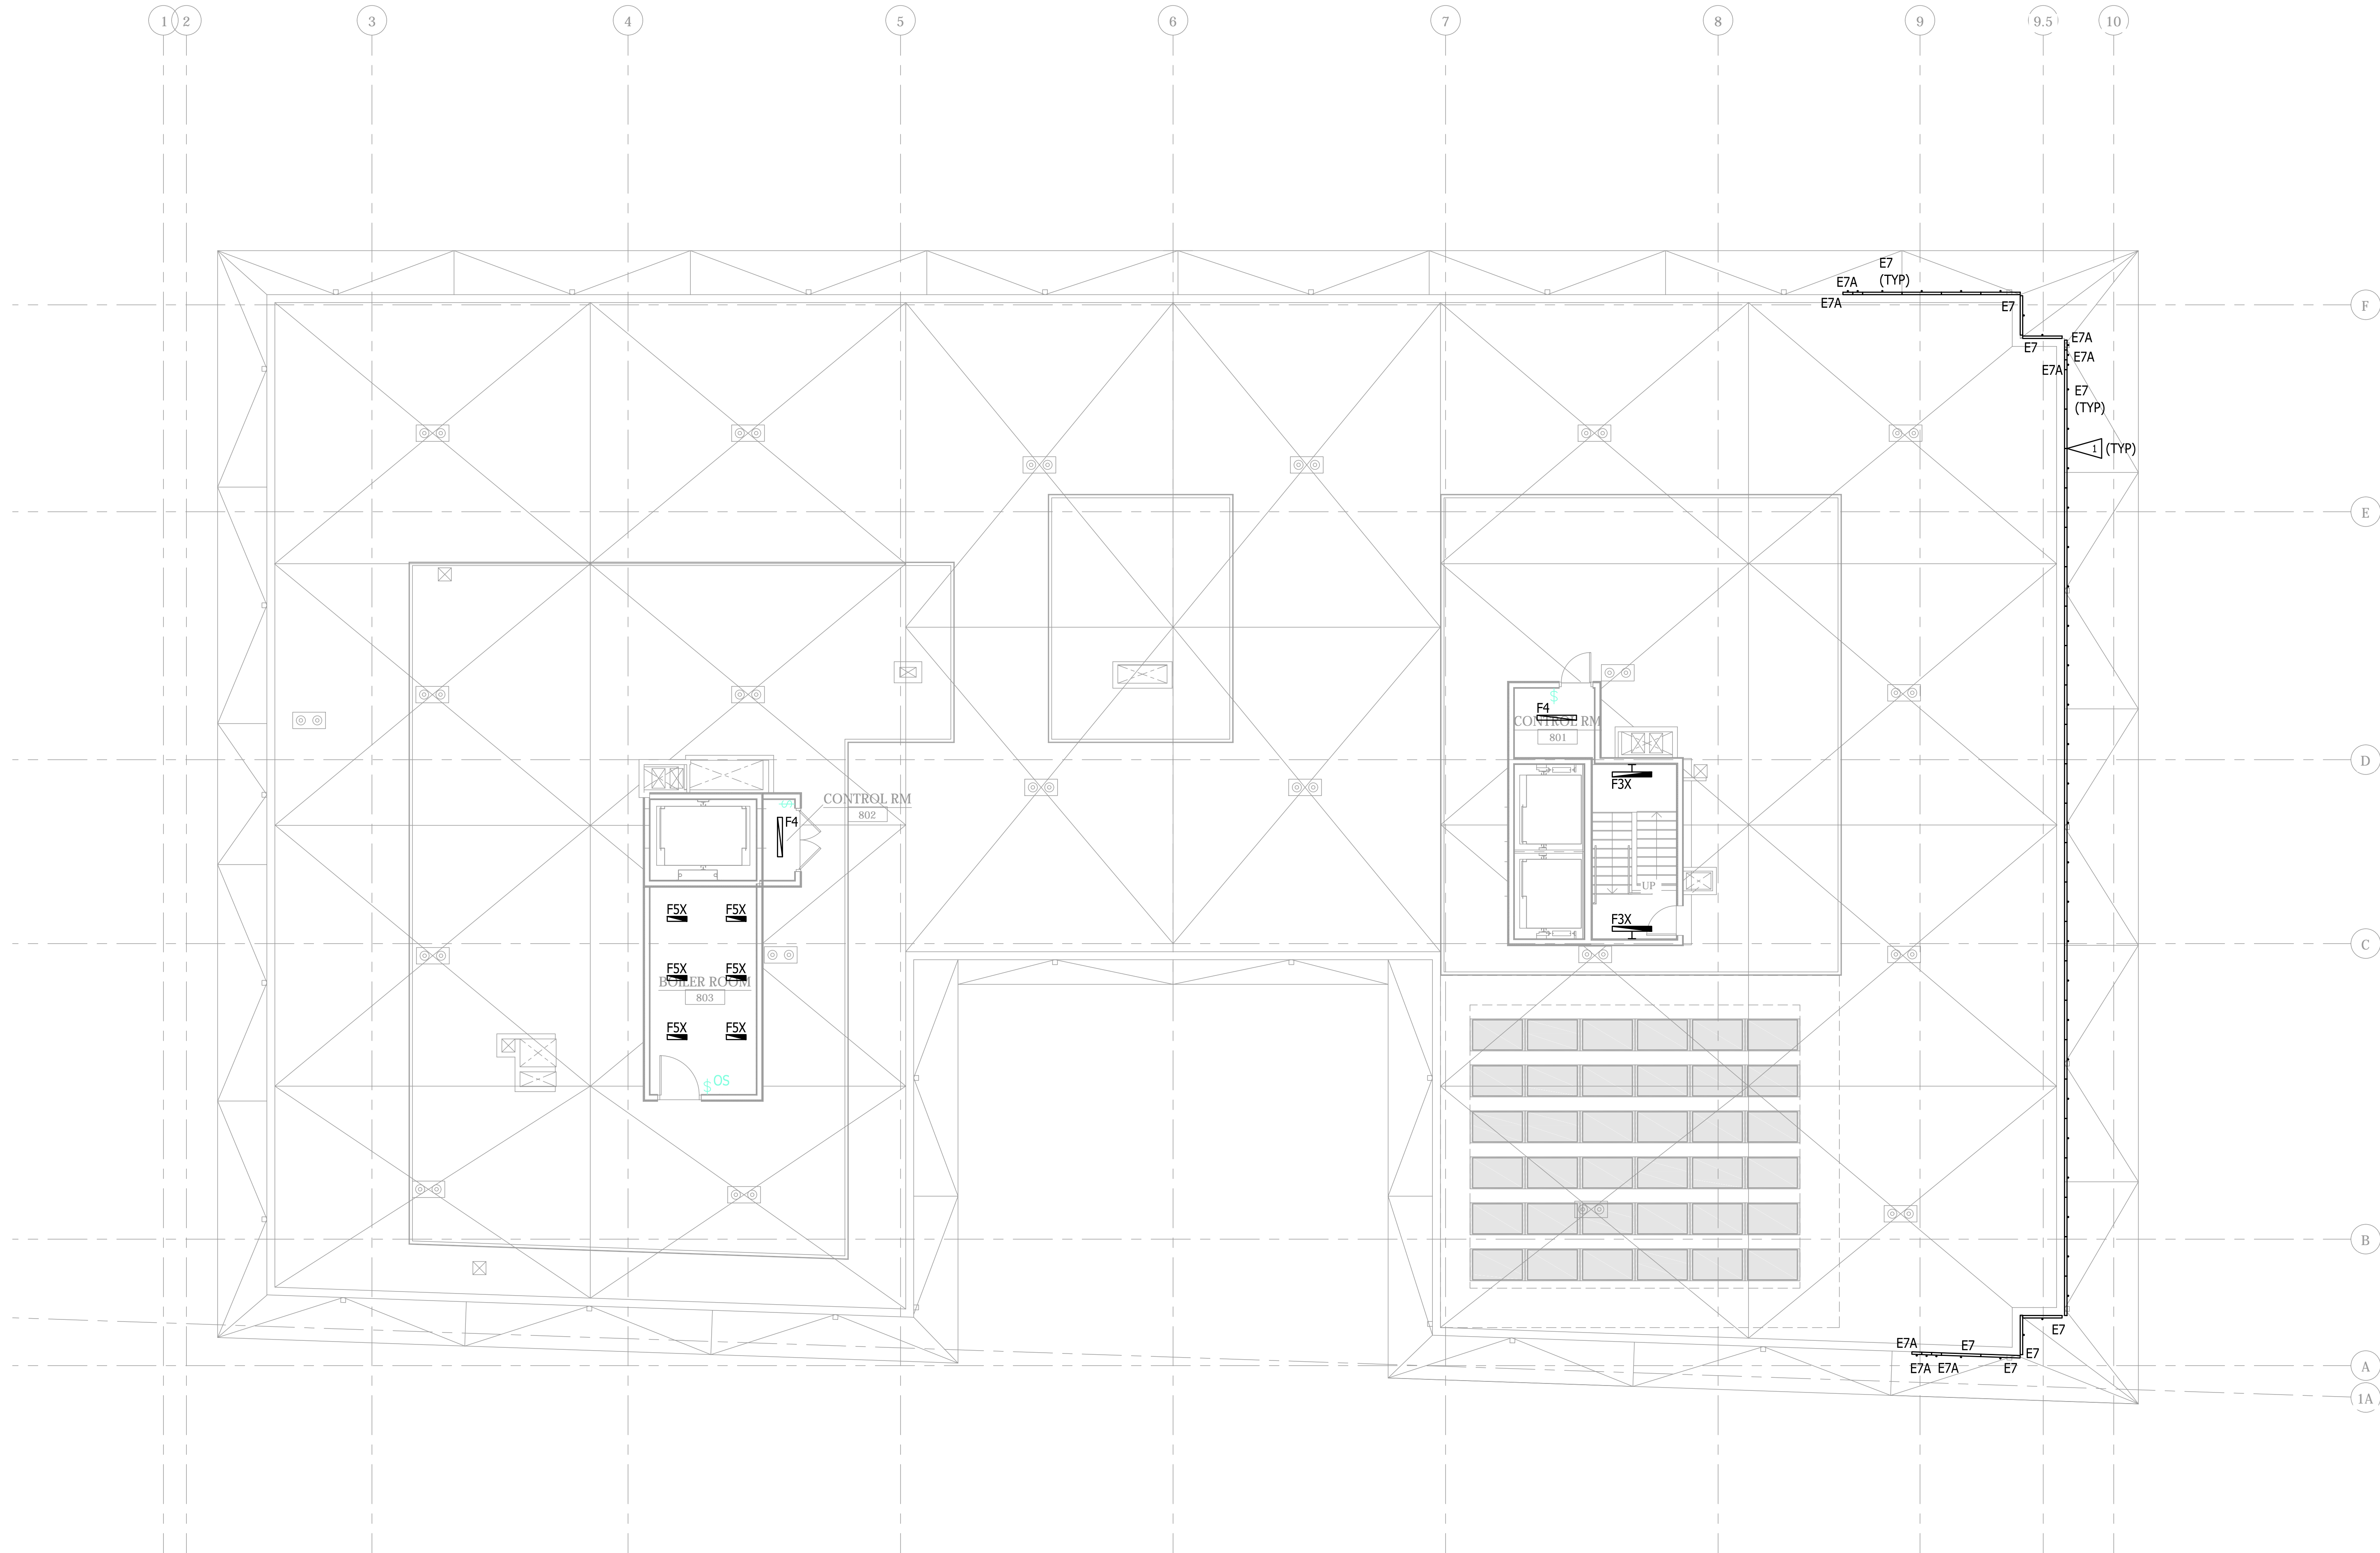 1 2 3 4 5 6 7 8 9 9.5 10
E7
(TYP)
E7A
E7A
E7
F
E7A
E7
E7A
E7A
E7
(TYP)
1 (TYP)
E
F4
CONTROL RM
801
D
F3X
$
CONTROL RM
802
F4
$
UP
F5X F5X
F3X
C
F5X F5X
BOILER ROOM
803
F5X F5X
$ OS
B
E7
E7A E7
E7
E7A E7A E7
A
1A